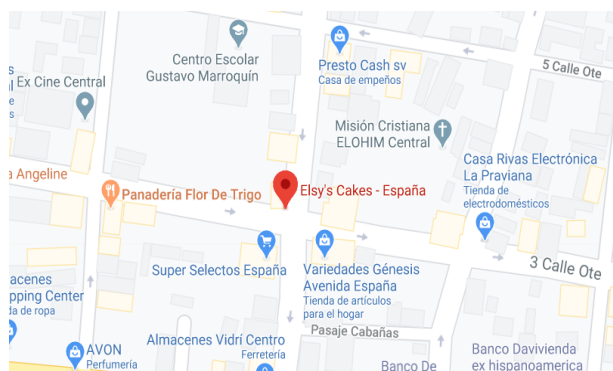 Centro Escolar
Gustavo Marroquín
Presto Cash sv
Casa de empeños
5 Calle Ote
Ex Cine Central
Misión Cristiana
ELOHIM Central
Casa Rivas Electrónica
La Praviana
Tienda de
electrodomésticos
a Angeline
Panadería Flor De Trigo
Elsy's Cakes - España
Super Selectos España
Variedades Génesis
Avenida España
Tienda de artículos
para el hogar
3 Calle Ote
acenes
pping Center
da de ropa
Pasaje Cabañas
AVON
Perfumería
Almacenes Vidrí Centro
Ferretería
Banco De
Banco Davivienda
ex hispanoamerica